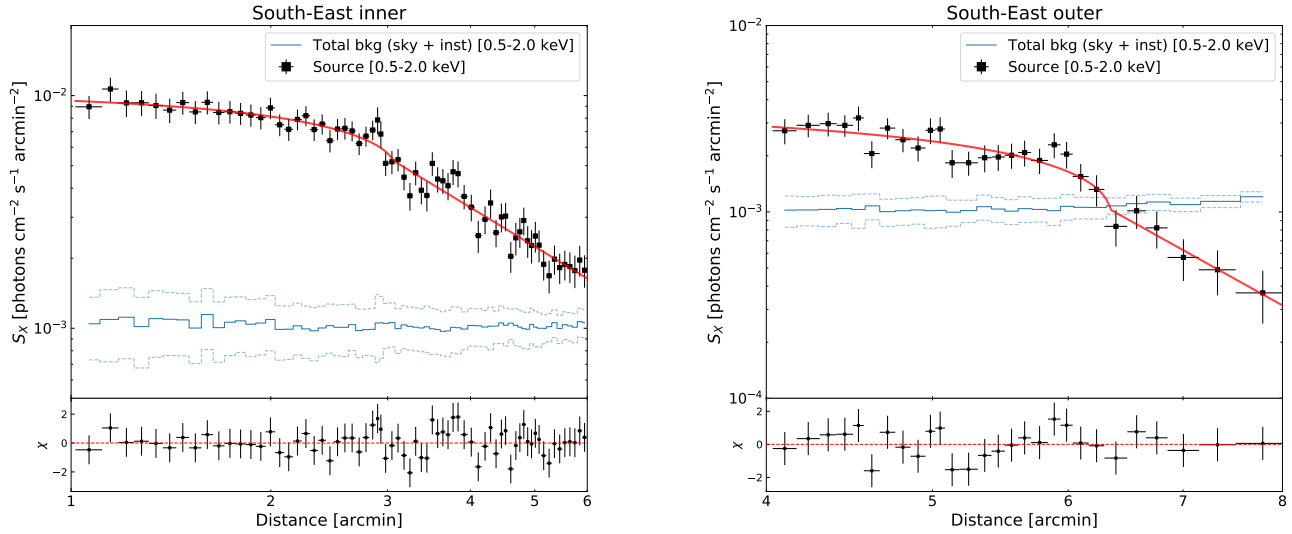 South-East inner
Total bkg (sky + inst) [0.5-2.0 keV]
Source [0.5-2.0 keV]
S_X [photons cm⁻² s⁻¹ arcmin⁻²]
10⁻²
10⁻³
χ
2
0
−2
1
2
3
4
5
6
Distance [arcmin]
South-East outer
Total bkg (sky + inst) [0.5-2.0 keV]
Source [0.5-2.0 keV]
S_X [photons cm⁻² s⁻¹ arcmin⁻²]
10⁻²
10⁻³
10⁻⁴
χ
2
0
−2
4
5
6
7
8
Distance [arcmin]